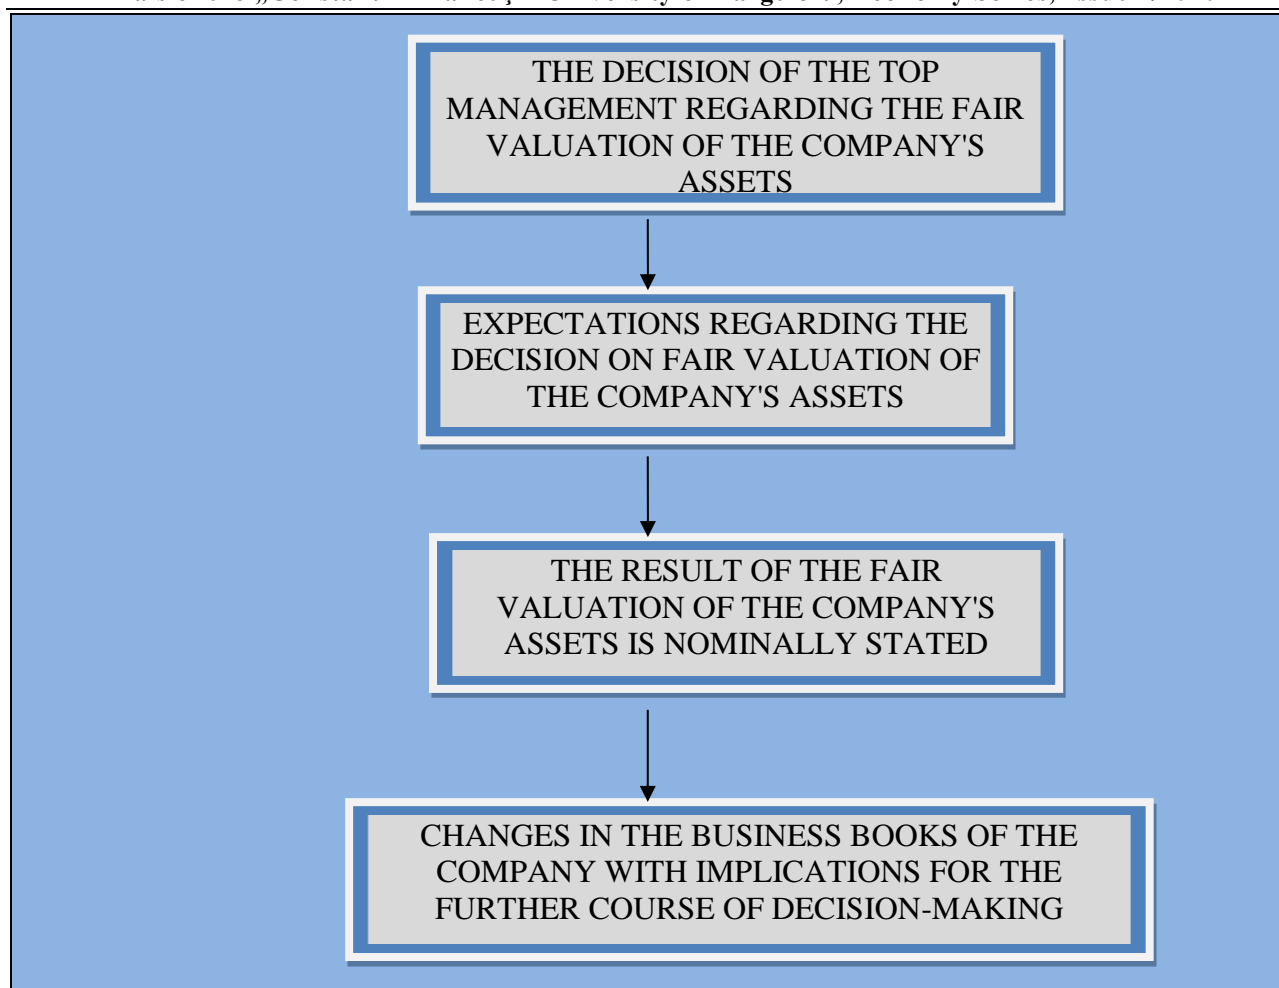 THE DECISION OF THE TOP
MANAGEMENT REGARDING THE FAIR
VALUATION OF THE COMPANY'S
ASSETS
EXPECTATIONS REGARDING THE
DECISION ON FAIR VALUATION OF
THE COMPANY'S ASSETS
THE RESULT OF THE FAIR
VALUATION OF THE COMPANY'S
ASSETS IS NOMINALLY STATED
CHANGES IN THE BUSINESS BOOKS OF THE
COMPANY WITH IMPLICATIONS FOR THE
FURTHER COURSE OF DECISION-MAKING